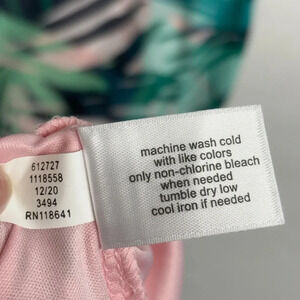 612727
1118558
12/20
3494
RN118641
machine wash cold
with like colors
only non-chlorine bleach
when needed
tumble dry low
cool iron if needed